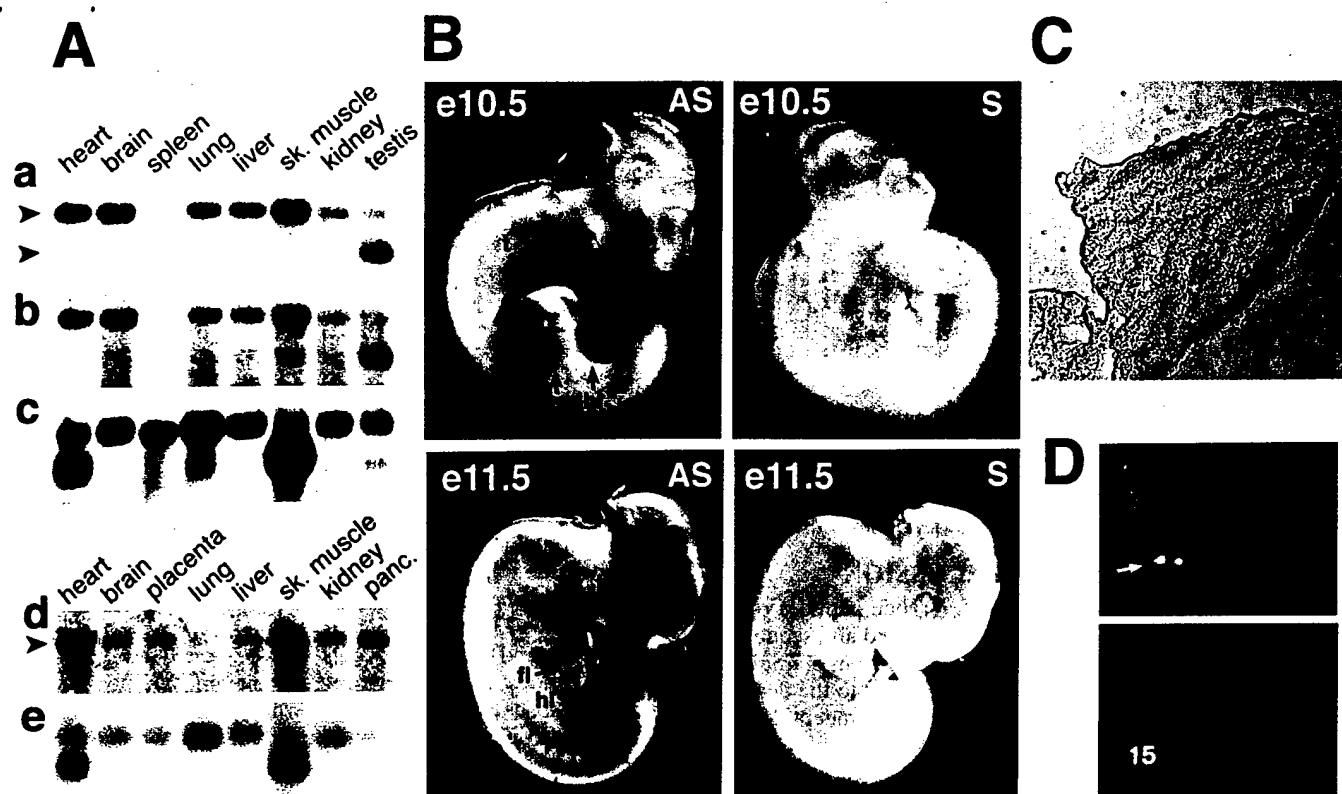 A
heart brain spleen lung liver sk. muscle kidney testis
a
b
c
heart brain placenta lung liver sk. muscle kidney panc.
d
e
B
e10.5 AS
e10.5 S
e11.5 AS
fl
hl
e11.5 S
C
D
15